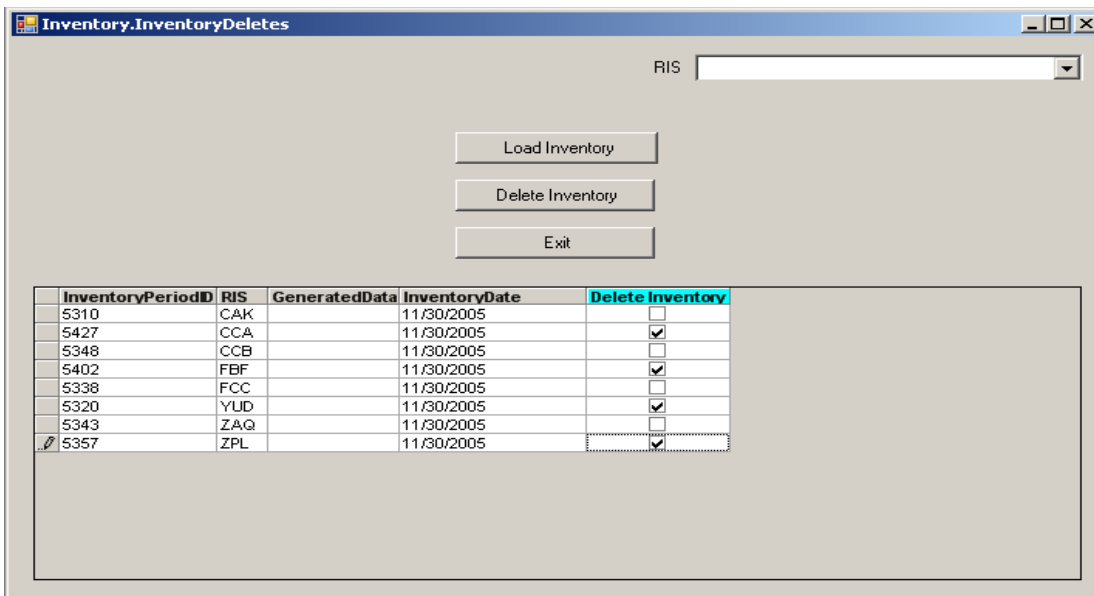 Inventory.InventoryDeletes
RIS
Load Inventory
Delete Inventory
Exit
InventoryPeriodID RIS GeneratedData InventoryDate Delete Inventory
5310 CAK 11/30/2005
5427 CCA 11/30/2005
5348 CCB 11/30/2005
5402 FBF 11/30/2005
5338 FCC 11/30/2005
5320 YUD 11/30/2005
5343 ZAQ 11/30/2005
5357 ZPL 11/30/2005